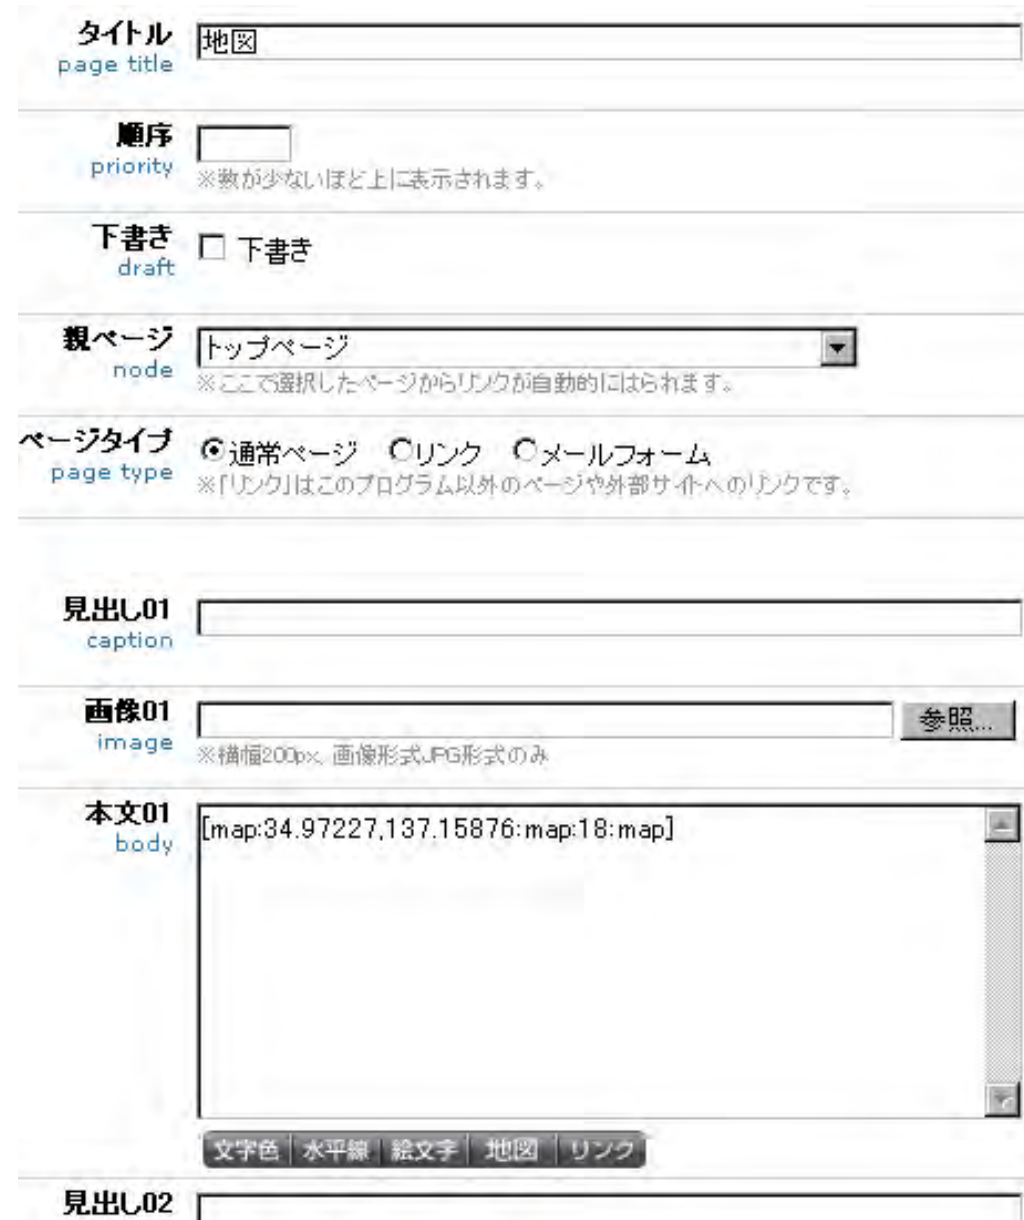 タイトル 地図
page title
順序
priority ※数が少ないほど上に表示されます。
下書き 下書き
draft
親ページ トップページ
node ※ここで選択したページからリンクが自動的にはられます。
ページタイプ 通常ページ リンク メールフォーム
page type ※「リンク」はこのプログラム以外のページや外部サイトへのリンクです。
見出し01
caption
画像01 参照...
image ※横幅200px、画像形式JPG形式のみ
本文01 [map:34.97227,137.15876:map:18:map]
body
文字色 水平線 絵文字 地図 リンク
見出し02